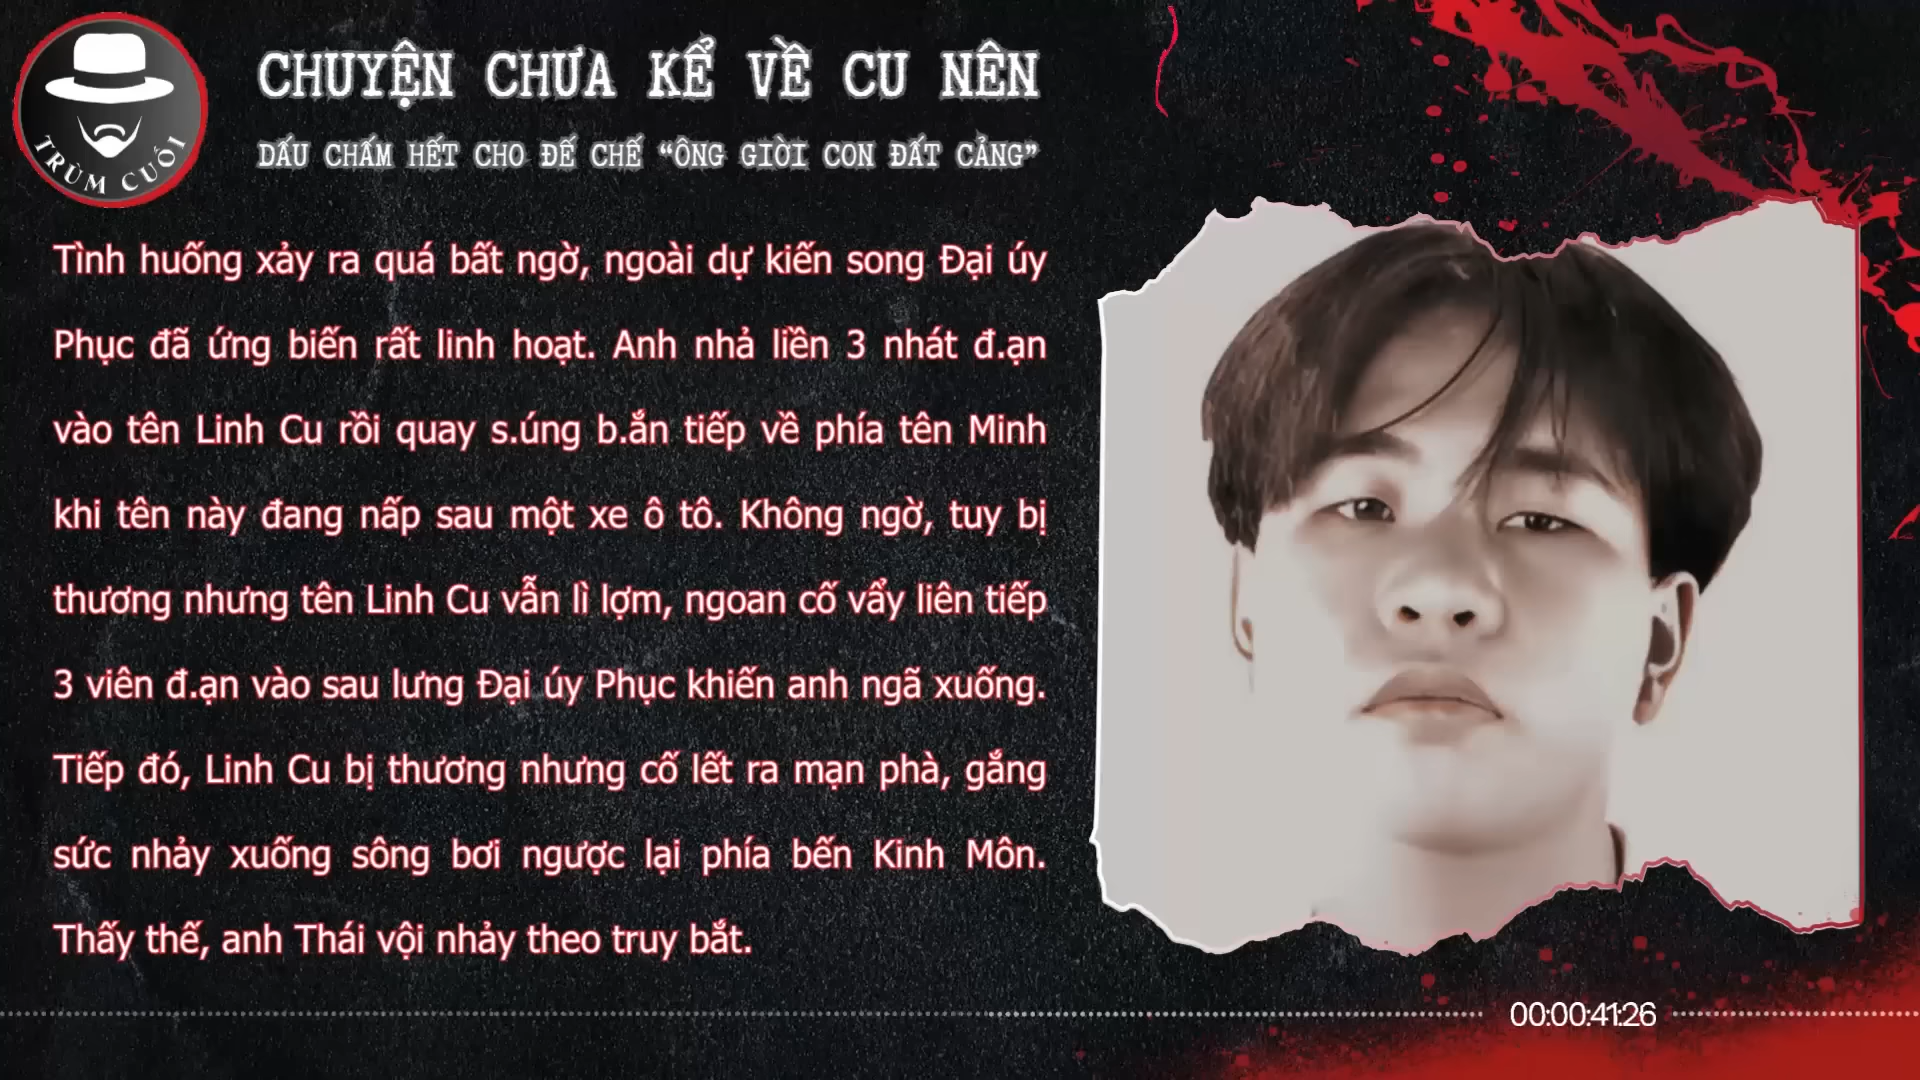 TRÙM CUỐI
CHUYỆN CHƯA KỂ VỀ CU NÊN
DẤU CHẤM HẾT CHO ĐẾ CHẾ “ÔNG GIỜI CON ĐẤT CẢNG”
Tình huống xảy ra quá bất ngờ, ngoài dự kiến song Đại úy
Phục đã ứng biến rất linh hoạt. Anh nhả liền 3 nhát đ.ạn
vào tên Linh Cu rồi quay s.úng b.ắn tiếp về phía tên Minh
khi tên này đang nấp sau một xe ô tô. Không ngờ, tuy bị
thương nhưng tên Linh Cu vẫn lì lợm, ngoan cố vẩy liên tiếp
3 viên đ.ạn vào sau lưng Đại úy Phục khiến anh ngã xuống.
Tiếp đó, Linh Cu bị thương nhưng cố lết ra mạn phà, gắng
sức nhảy xuống sông bơi ngược lại phía bến Kinh Môn.
Thấy thế, anh Thái vội nhảy theo truy bắt.
00:00:41:26